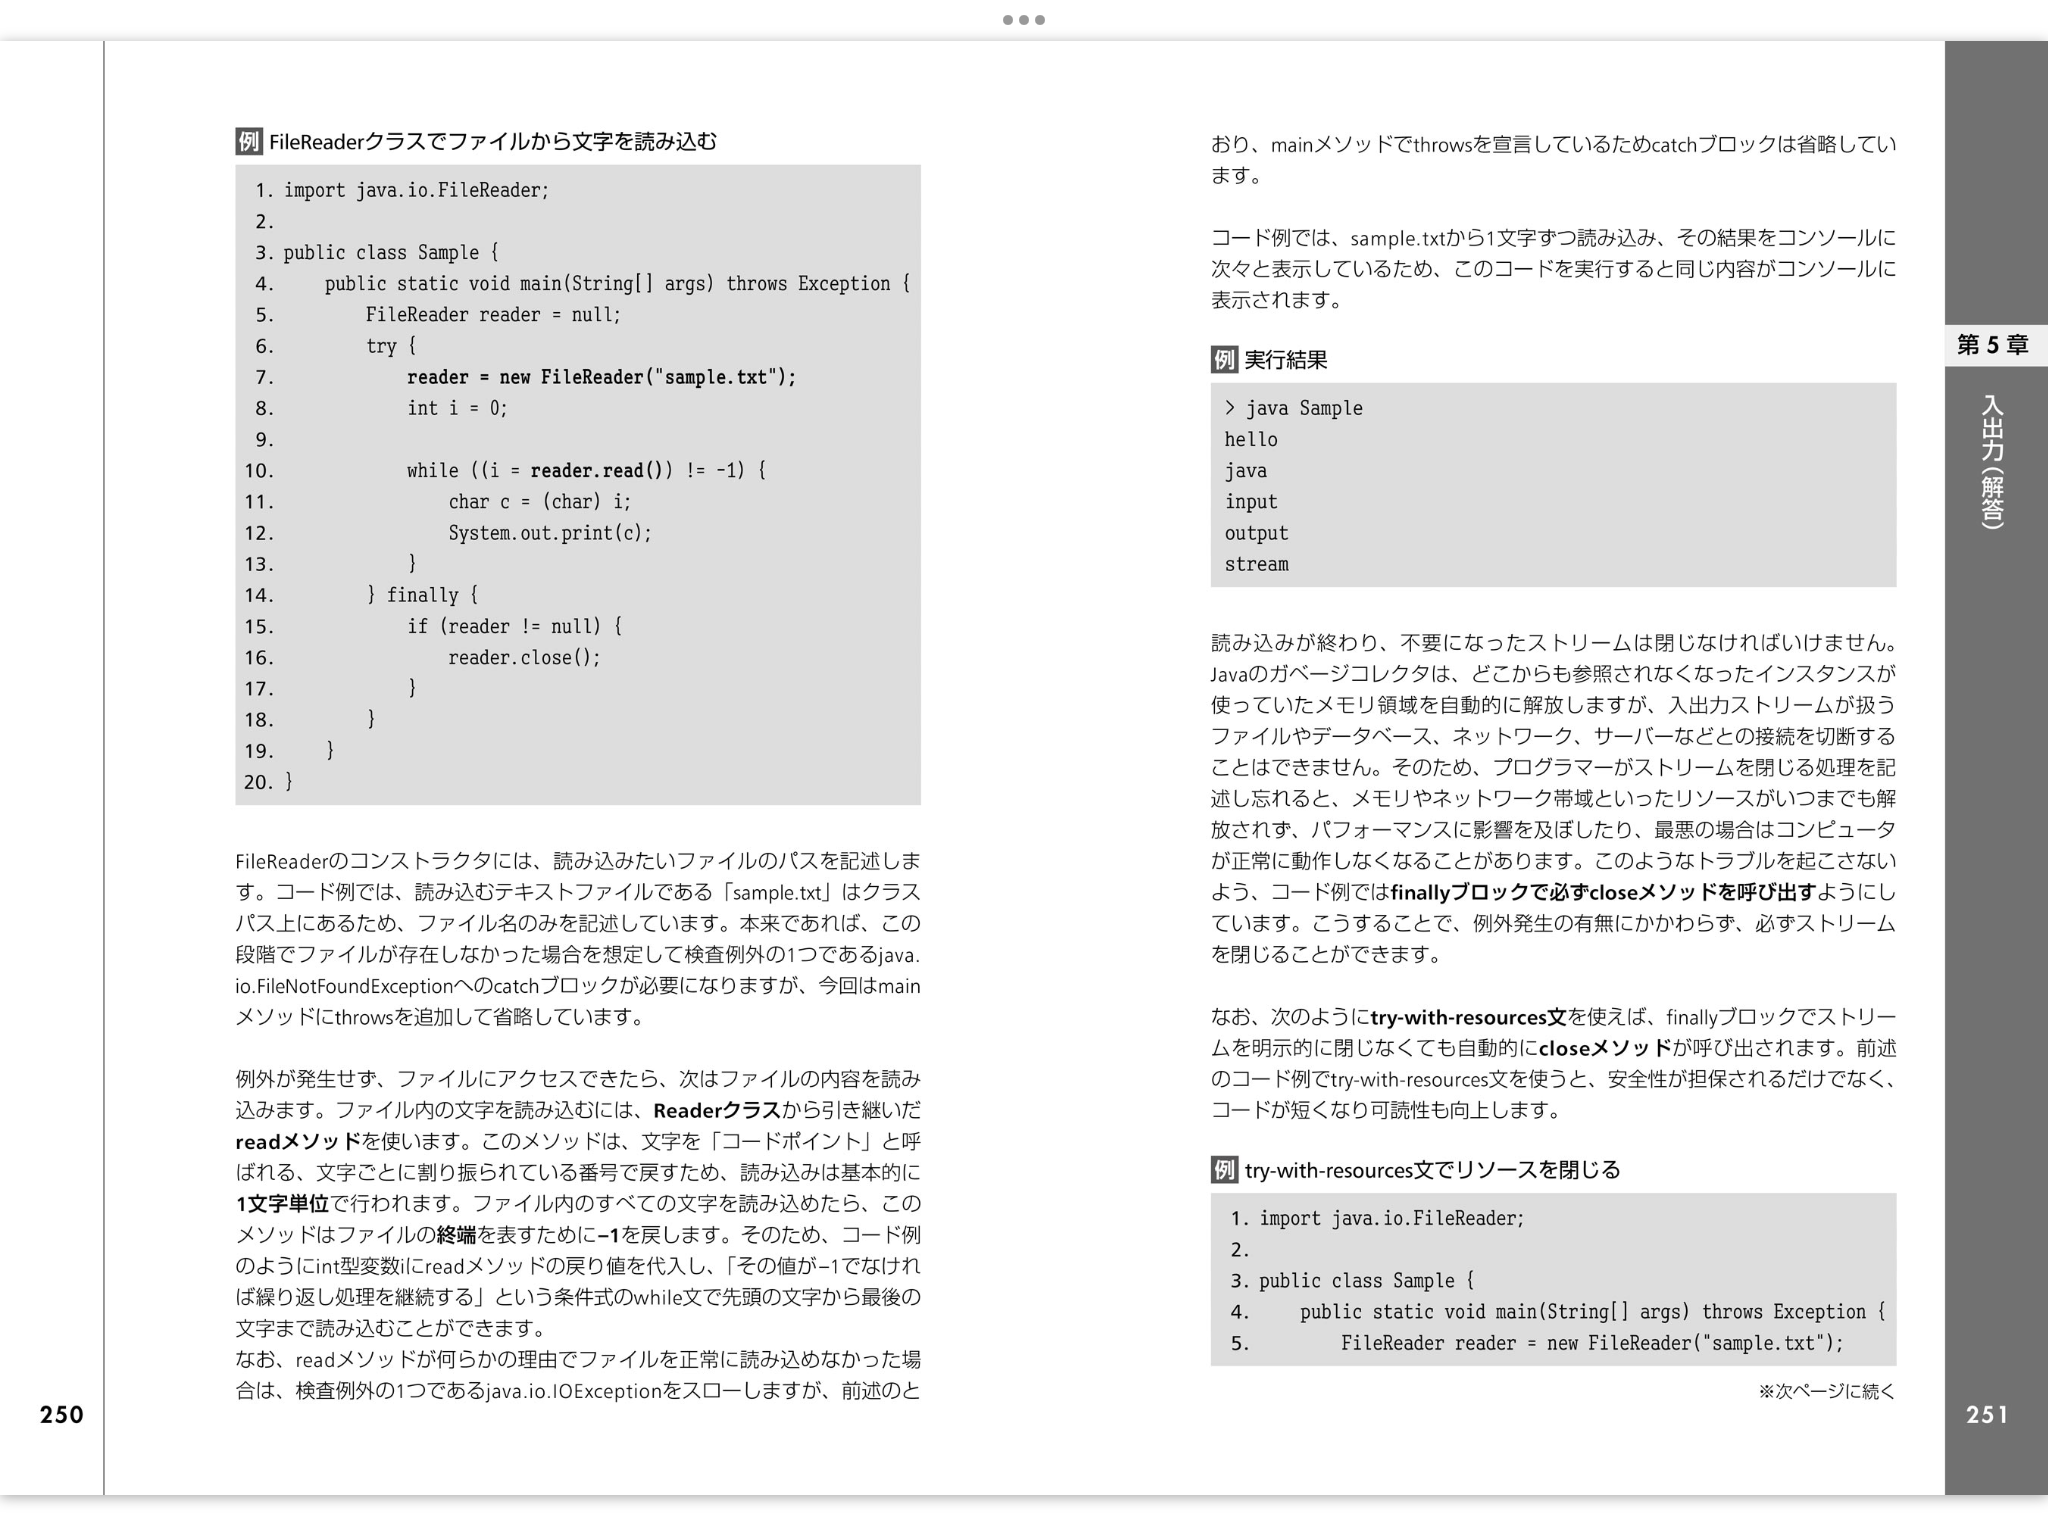 例 FileReaderクラスでファイルから文字を読み込む
1. import java.io.FileReader;
2.
3. public class Sample {
4.     public static void main(String[] args) throws Exception {
5.         FileReader reader = null;
6.         try {
7.             reader = new FileReader("sample.txt");
8.             int i = 0;
9.
10.             while ((i = reader.read()) != -1) {
11.                 char c = (char) i;
12.                 System.out.print(c);
13.             }
14.         } finally {
15.             if (reader != null) {
16.                 reader.close();
17.             }
18.         }
19.     }
20. }
FileReaderのコンストラクタには、読み込みたいファイルのパスを記述しま
す。コード例では、読み込むテキストファイルである「sample.txt」はクラス
パス上にあるため、ファイル名のみを記述しています。本来であれば、この
段階でファイルが存在しなかった場合を想定して検査例外の1つであるjava.
io.FileNotFoundExceptionへのcatchブロックが必要になりますが、今回はmain
メソッドにthrowsを追加して省略しています。
例外が発生せず、ファイルにアクセスできたら、次はファイルの内容を読み
込みます。ファイル内の文字を読み込むには、Readerクラスから引き継いだ
readメソッドを使います。このメソッドは、文字を「コードポイント」と呼
ばれる、文字ごとに割り振られている番号で戻すため、読み込みは基本的に
1文字単位で行われます。ファイル内のすべての文字を読み込めたら、この
メソッドはファイルの終端を表すために–1を戻します。そのため、コード例
のようにint型変数iにreadメソッドの戻り値を代入し、「その値が–1でなけれ
ば繰り返し処理を継続する」という条件式のwhile文で先頭の文字から最後の
文字まで読み込むことができます。
なお、readメソッドが何らかの理由でファイルを正常に読み込めなかった場
合は、検査例外の1つであるjava.io.IOExceptionをスローしますが、前述のと
250
おり、mainメソッドでthrowsを宣言しているためcatchブロックは省略してい
ます。
コード例では、sample.txtから1文字ずつ読み込み、その結果をコンソールに
次々と表示しているため、このコードを実行すると同じ内容がコンソールに
表示されます。
例 実行結果
> java Sample
hello
java
input
output
stream
読み込みが終わり、不要になったストリームは閉じなければいけません。
Javaのガベージコレクタは、どこからも参照されなくなったインスタンスが
使っていたメモリ領域を自動的に解放しますが、入出力ストリームが扱う
ファイルやデータベース、ネットワーク、サーバーなどとの接続を切断する
ことはできません。そのため、プログラマーがストリームを閉じる処理を記
述し忘れると、メモリやネットワーク帯域といったリソースがいつまでも解
放されず、パフォーマンスに影響を及ぼしたり、最悪の場合はコンピュータ
が正常に動作しなくなることがあります。このようなトラブルを起こさない
よう、コード例ではfinallyブロックで必ずcloseメソッドを呼び出すようにし
ています。こうすることで、例外発生の有無にかかわらず、必ずストリーム
を閉じることができます。
なお、次のようにtry-with-resources文を使えば、finallyブロックでストリー
ムを明示的に閉じなくても自動的にcloseメソッドが呼び出されます。前述
のコード例でtry-with-resources文を使うと、安全性が担保されるだけでなく、
コードが短くなり可読性も向上します。
例 try-with-resources文でリソースを閉じる
1. import java.io.FileReader;
2.
3. public class Sample {
4.     public static void main(String[] args) throws Exception {
5.         FileReader reader = new FileReader("sample.txt");
※次ページに続く
第5章
入出力(解答)
251